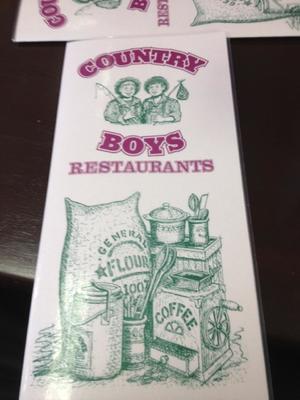 COUNTRY
BOYS
RESTAURANTS
GENERAL
FLOUR
100%
COFFEE